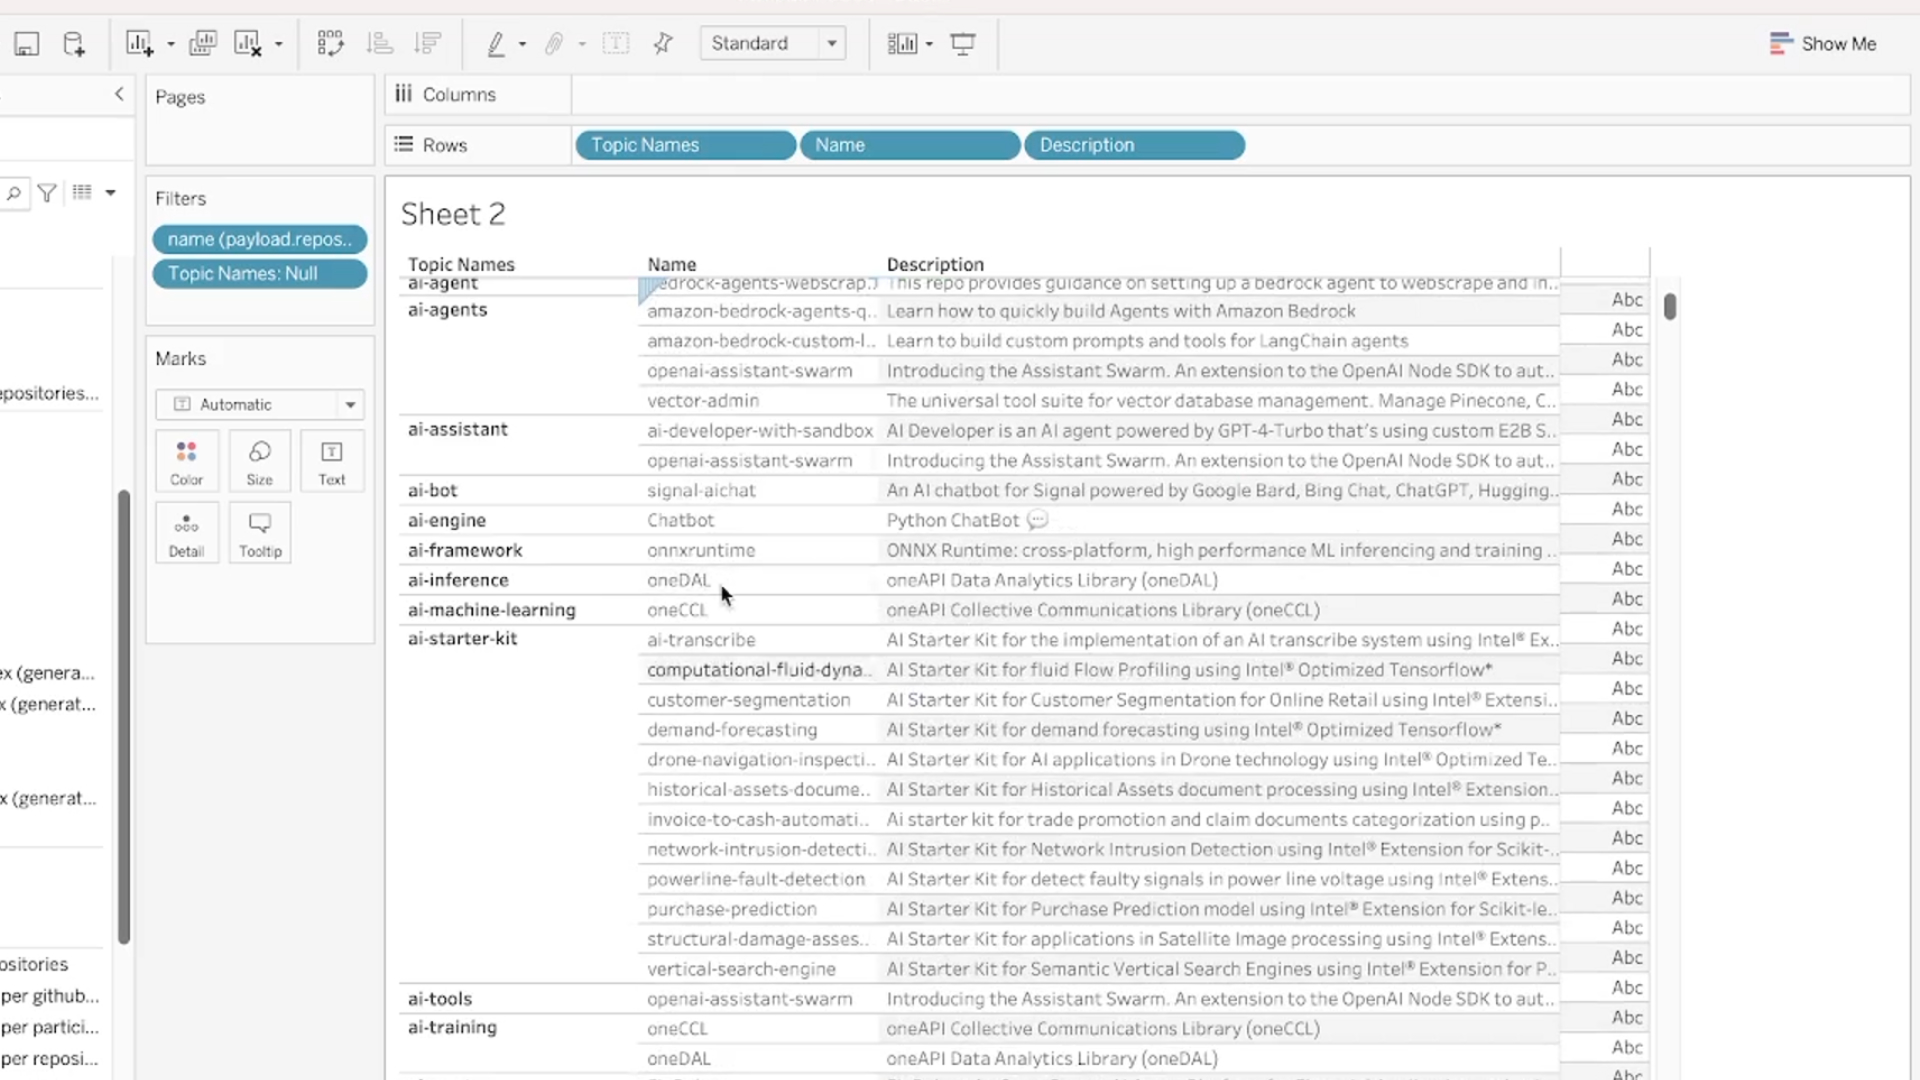 Standard
Show Me
Pages
Columns
Rows
Topic Names
Name
Description
Filters
name (payload.repos..
Topic Names: Null
Marks
Automatic
Color
Size
Text
Detail
Tooltip
epositories...
ex (genera...
x (generat...
x (generat...
ositories
per github...
per partici...
per reposi...
Sheet 2
Topic Names Name Description
ai-agent edrock-agents-webscrap.. This repo provides guidance on setting up a bedrock agent to webscrape and in.. Abc
ai-agents amazon-bedrock-agents-q.. Learn how to quickly build Agents with Amazon Bedrock Abc
amazon-bedrock-custom-l.. Learn to build custom prompts and tools for LangChain agents Abc
openai-assistant-swarm Introducing the Assistant Swarm. An extension to the OpenAI Node SDK to aut.. Abc
vector-admin The universal tool suite for vector database management. Manage Pinecone, C.. Abc
ai-assistant ai-developer-with-sandbox AI Developer is an AI agent powered by GPT-4-Turbo that's using custom E2B S.. Abc
openai-assistant-swarm Introducing the Assistant Swarm. An extension to the OpenAI Node SDK to aut.. Abc
ai-bot signal-aichat An AI chatbot for Signal powered by Google Bard, Bing Chat, ChatGPT, Hugging.. Abc
ai-engine Chatbot Python ChatBot 💬 Abc
ai-framework onnxruntime ONNX Runtime: cross-platform, high performance ML inferencing and training .. Abc
ai-inference oneDAL oneAPI Data Analytics Library (oneDAL) Abc
ai-machine-learning oneCCL oneAPI Collective Communications Library (oneCCL) Abc
ai-starter-kit ai-transcribe AI Starter Kit for the implementation of an AI transcribe system using Intel® Ex.. Abc
computational-fluid-dyna.. AI Starter Kit for fluid Flow Profiling using Intel® Optimized Tensorflow* Abc
customer-segmentation AI Starter Kit for Customer Segmentation for Online Retail using Intel® Extensi.. Abc
demand-forecasting AI Starter Kit for demand forecasting using Intel® Optimized Tensorflow* Abc
drone-navigation-inspecti.. AI Starter Kit for AI applications in Drone technology using Intel® Optimized Te.. Abc
historical-assets-docume.. AI Starter Kit for Historical Assets document processing using Intel® Extension.. Abc
invoice-to-cash-automati.. Ai starter kit for trade promotion and claim documents categorization using p.. Abc
network-intrusion-detecti.. AI Starter Kit for Network Intrusion Detection using Intel® Extension for Scikit-.. Abc
powerline-fault-detection AI Starter Kit for detect faulty signals in power line voltage using Intel® Extens.. Abc
purchase-prediction AI Starter Kit for Purchase Prediction model using Intel® Extension for Scikit-le.. Abc
structural-damage-asses.. AI Starter Kit for applications in Satellite Image processing using Intel® Extens.. Abc
vertical-search-engine AI Starter Kit for Semantic Vertical Search Engines using Intel® Extension for P.. Abc
ai-tools openai-assistant-swarm Introducing the Assistant Swarm. An extension to the OpenAI Node SDK to aut.. Abc
ai-training oneCCL oneAPI Collective Communications Library (oneCCL) Abc
oneDAL oneAPI Data Analytics Library (oneDAL) Abc